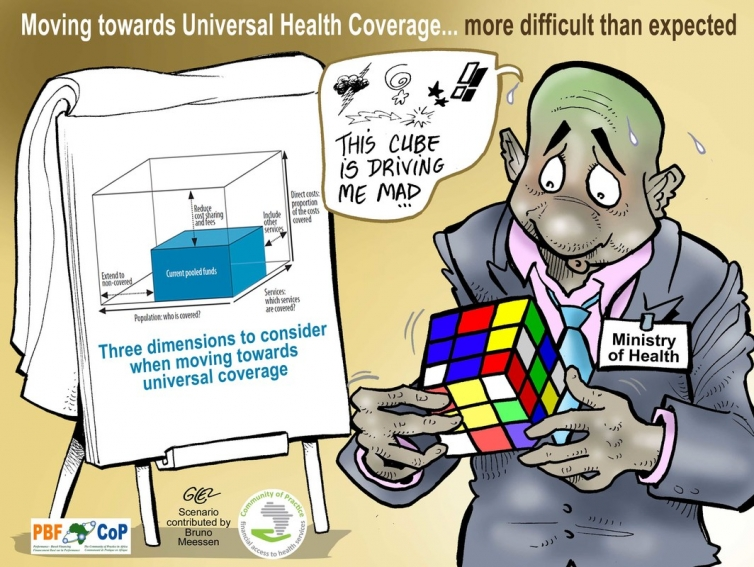 Moving towards Universal Health Coverage... more difficult than expected
THIS CUBE
IS DRIVING
ME MAD
...
Reduce
cost sharing
and fees
Include
other
services
Direct costs:
proportion
of the costs
covered
Extend to
non-covered
Current pooled funds
Services:
which services
are covered?
Population: who is covered?
Three dimensions to consider
when moving towards
universal coverage
Ministry
of Health
GLEZ
Scenario
contributed by
Bruno
Meessen
PBF CoP
Community of Practice
financial access to health services